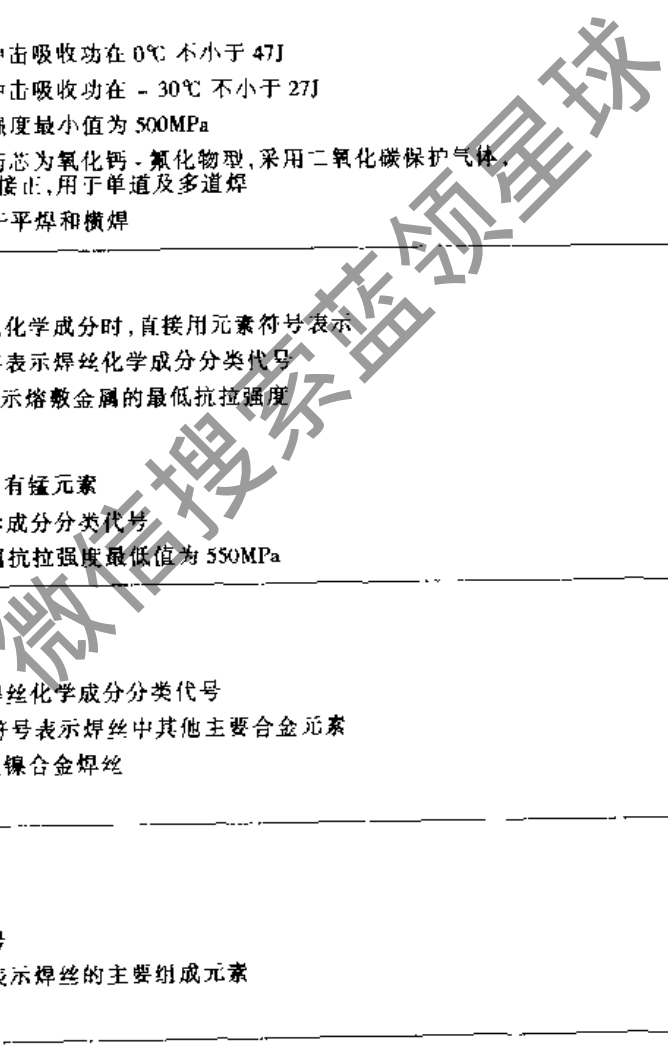 击吸收功在 0℃ 不小于 47J
击吸收功在 - 30℃ 不小于 27J
度最小值为 500MPa
芯为氧化钙 - 氟化物型,采用二氧化碳保护气体,
接正,用于单道及多道焊
平焊和横焊
化学成分时,直接用元素符号表示
表示焊丝化学成分分类代号
示熔敷金属的最低抗拉强度
有锰元素
成分分类代号
抗拉强度最低值为 550MPa
丝化学成分分类代号
符号表示焊丝中其他主要合金元素
镍合金焊丝
号
表示焊丝的主要组成元素
微信搜索蓝领星球